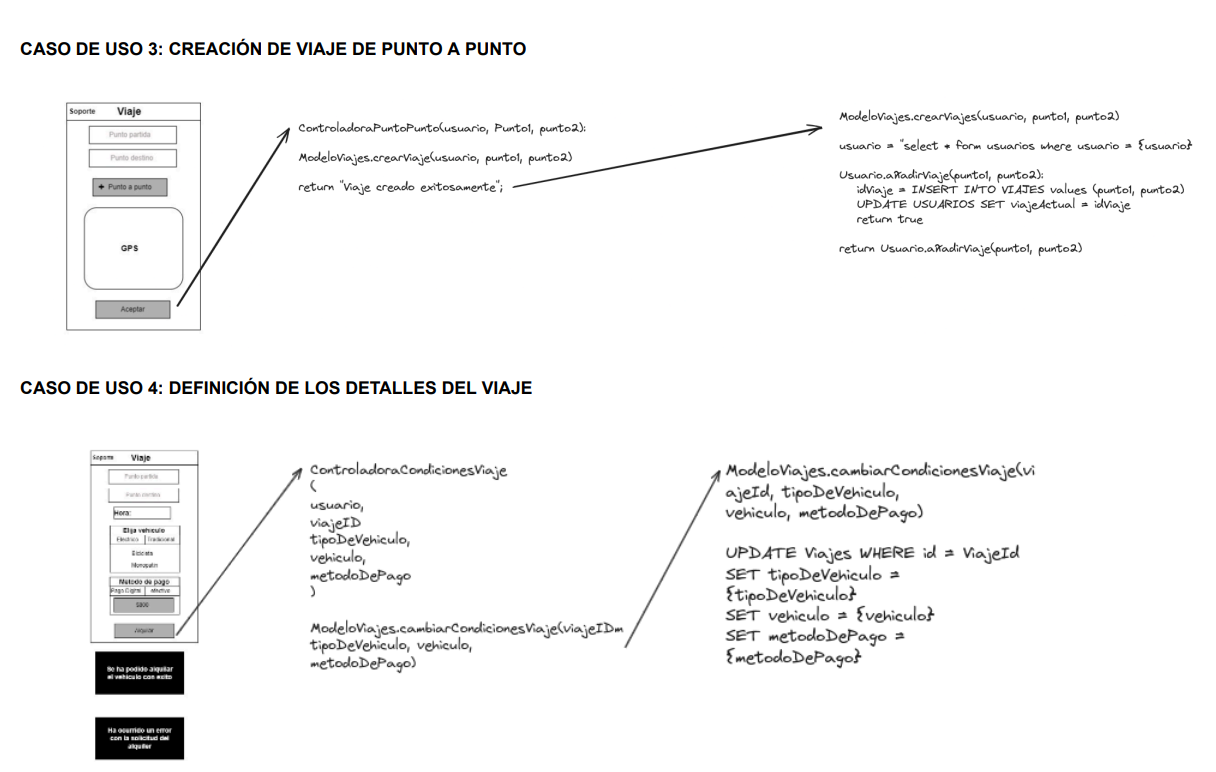 CASO DE USO 3: CREACIÓN DE VIAJE DE PUNTO A PUNTO
Soporte Viaje
Punto partida
Punto destino
+ Punto a punto
GPS
Aceptar
ControladoraPuntoPunto(usuario, Punto1, punto2):
ModeloViajes.crearViaje(usuario, punto1, punto2)
return "Viaje creado exitosamente";
ModeloViajes.crearViajes(usuario, punto1, punto2)
usuario = "select * form usuarios where usuario = {usuario}
Usuario.añadirViaje(punto1, punto2):
idViaje = INSERT INTO VIAJES values (punto1, punto2)
UPDATE USUARIOS SET viajeActual = idViaje
return true
return Usuario.añadirViaje(punto1, punto2)
CASO DE USO 4: DEFINICIÓN DE LOS DETALLES DEL VIAJE
Soporte Viaje
Punto partida
Punto destino
Hora:
Elija vehiculo
Electrico Tradicional
Bicicleta
Monopatin
Metodo de pago
Pago Digital efectivo
5000
Alquilar
Se ha podido alquilar
el vehiculo con exito
Ha ocurrido un error
con la solicitud del
alquiler
ControladoraCondicionesViaje
(
usuario,
viajeID
tipoDeVehiculo,
vehiculo,
metodoDePago
)
ModeloViajes.cambiarCondicionesViaje(viajeIDm
tipoDeVehiculo, vehiculo,
metodoDePago)
ModeloViajes.cambiarCondicionesViaje(vi
ajeId, tipoDeVehiculo,
vehiculo, metodoDePago)
UPDATE Viajes WHERE id = ViajeId
SET tipoDeVehiculo =
{tipoDeVehiculo}
SET vehiculo = {vehiculo}
SET metodoDePago =
{metodoDePago}